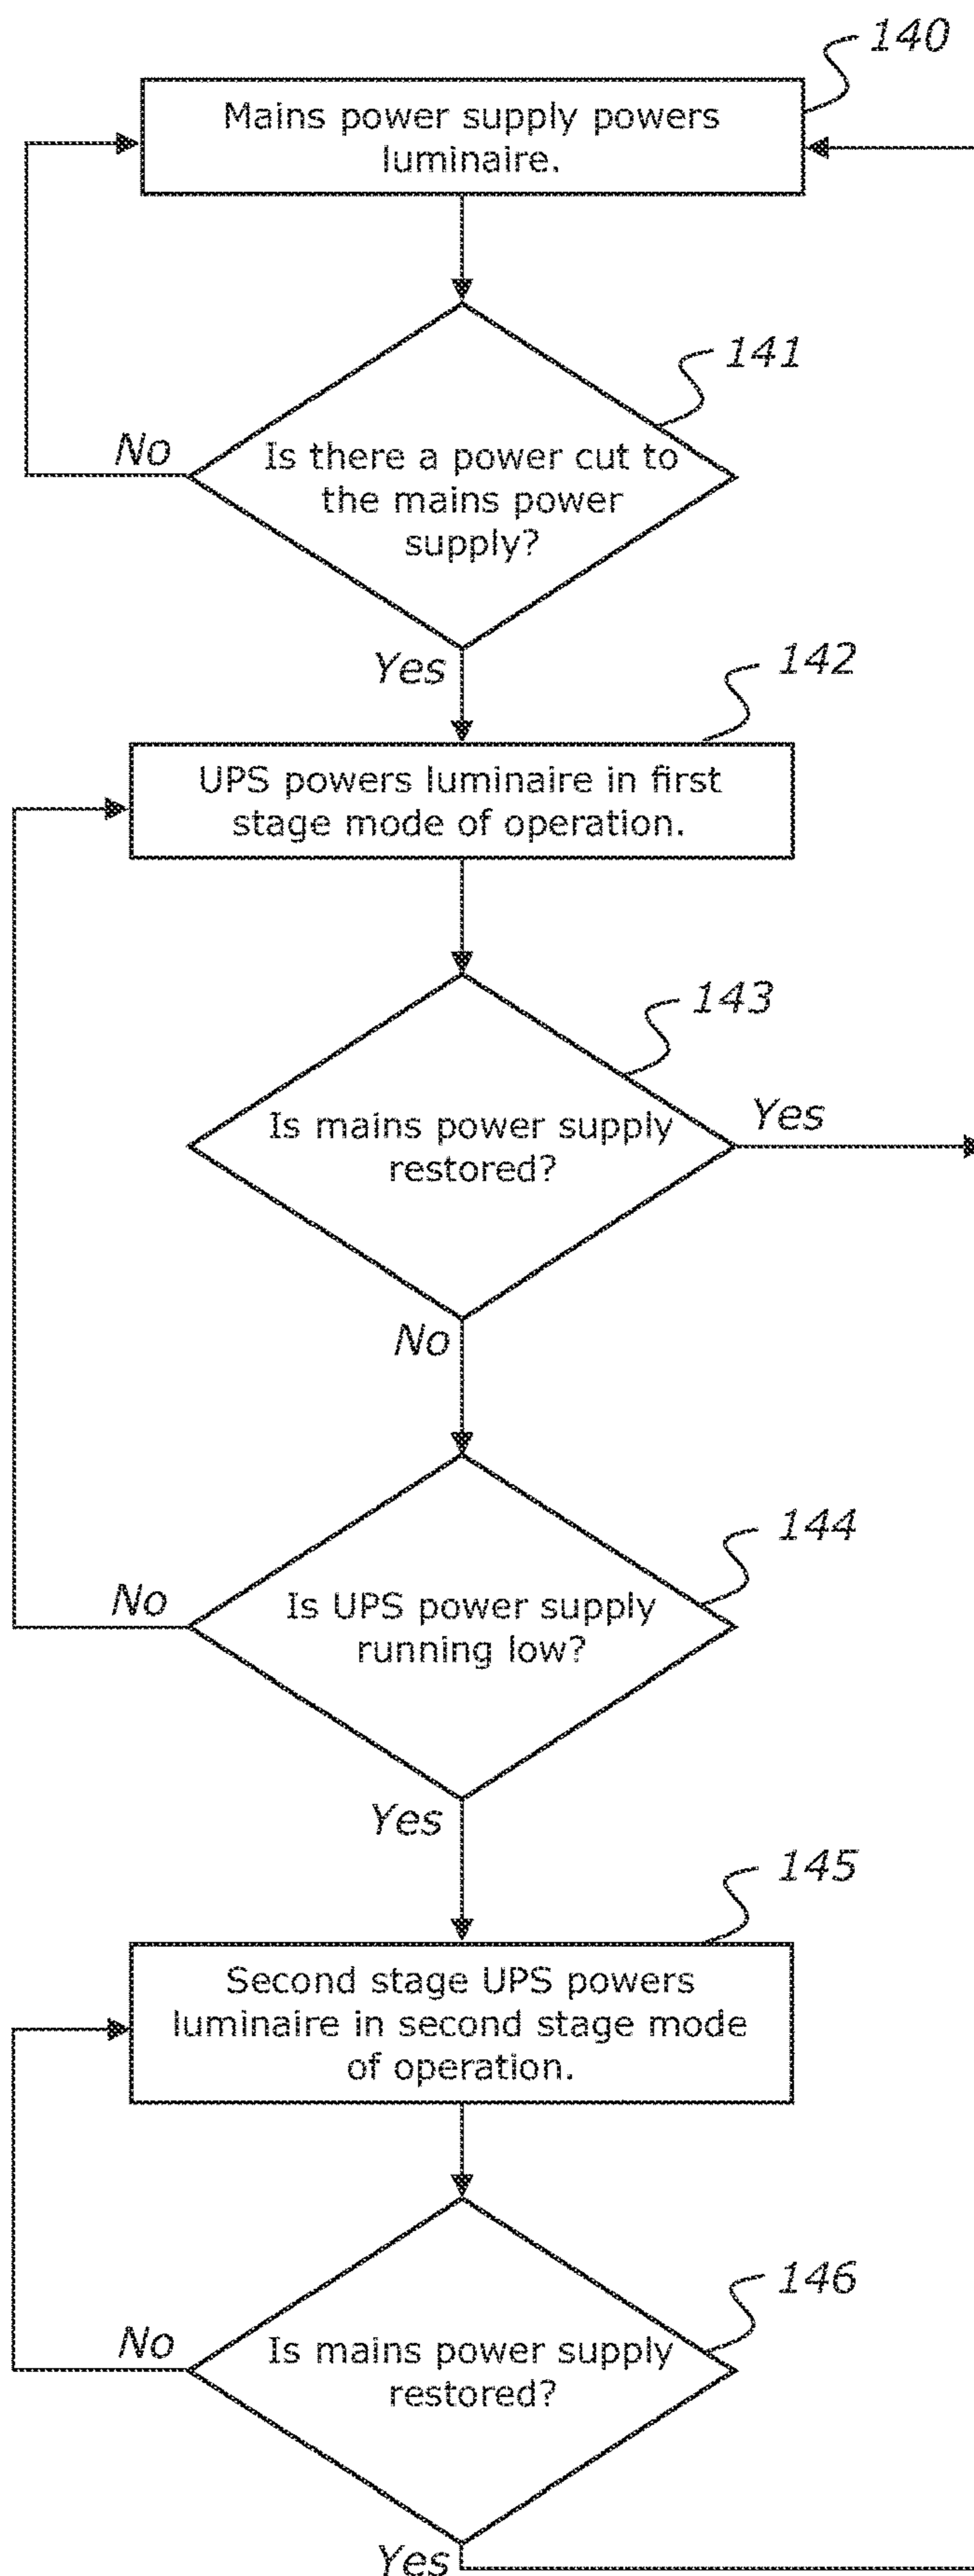 140
Mains power supply powers
luminaire.
141
No
Is there a power cut to
the mains power
supply?
Yes
142
UPS powers luminaire in first
stage mode of operation.
143
Is mains power supply
restored?
Yes
No
144
No
Is UPS power supply
running low?
Yes
145
Second stage UPS powers
luminaire in second stage mode
of operation.
146
No
Is mains power supply
restored?
Yes